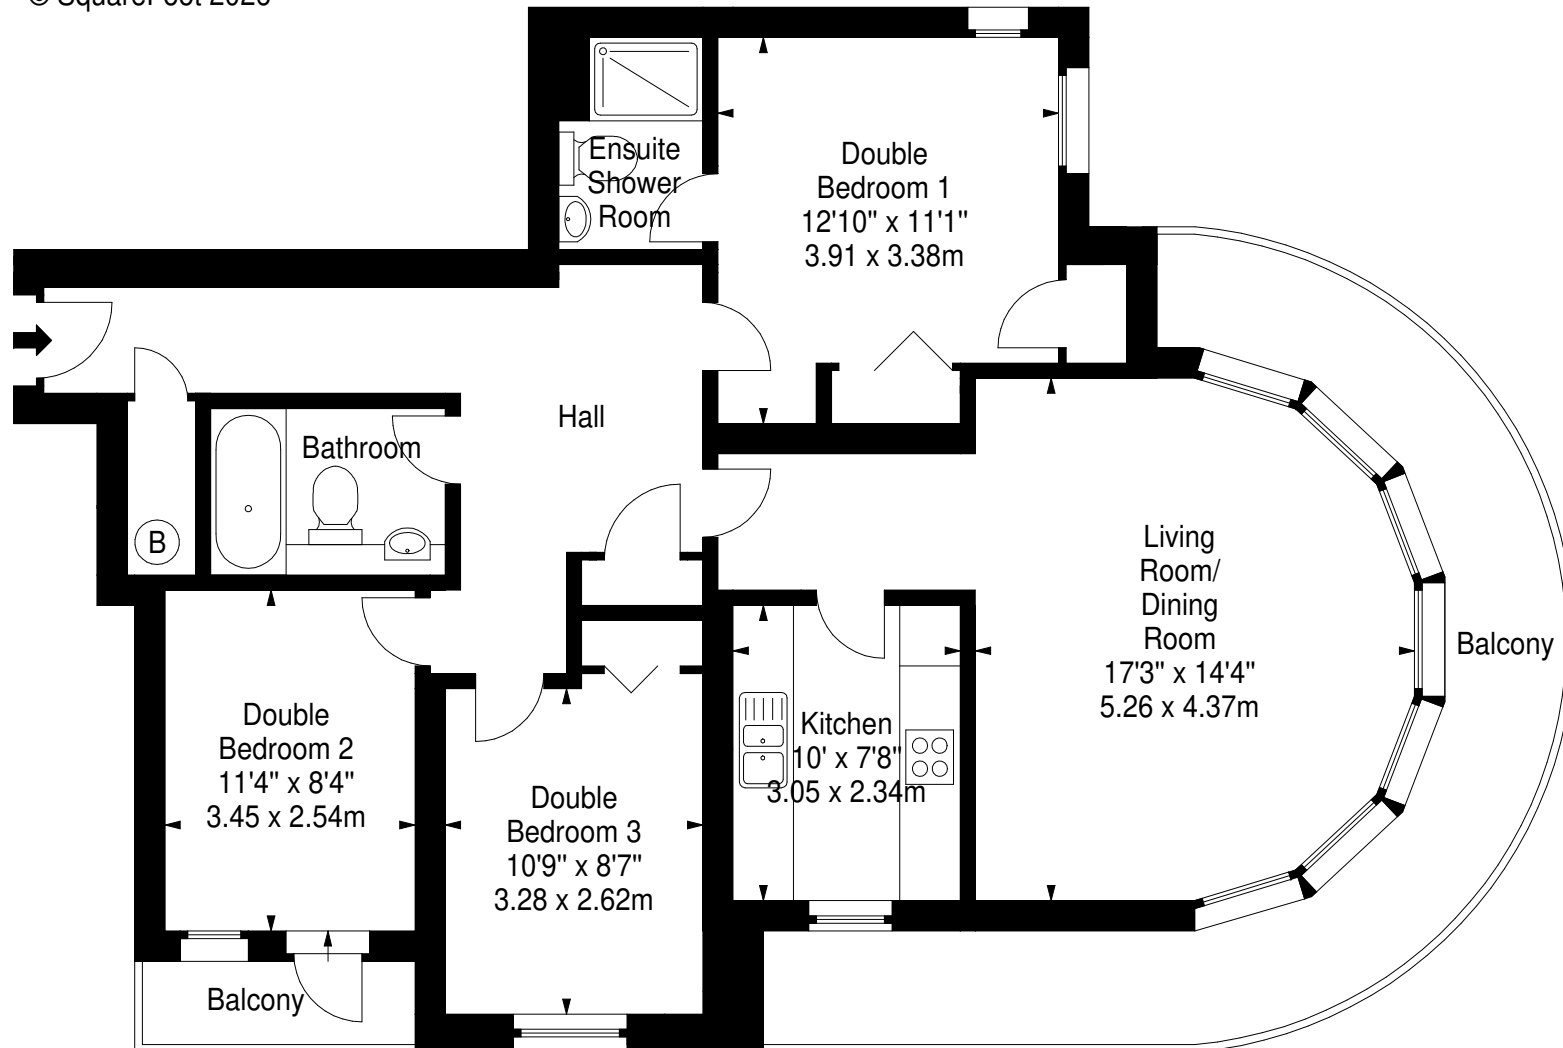 © SquareFoot 2020
Ensuite
Shower
Room
Double
Bedroom 1
12'10" x 11'1"
3.91 x 3.38m
Hall
Bathroom
B
Living
Room/
Dining
Room
17'3" x 14'4"
5.26 x 4.37m
Balcony
Double
Bedroom 2
11'4" x 8'4"
3.45 x 2.54m
Kitchen
10' x 7'8"
3.05 x 2.34m
Double
Bedroom 3
10'9" x 8'7"
3.28 x 2.62m
Balcony